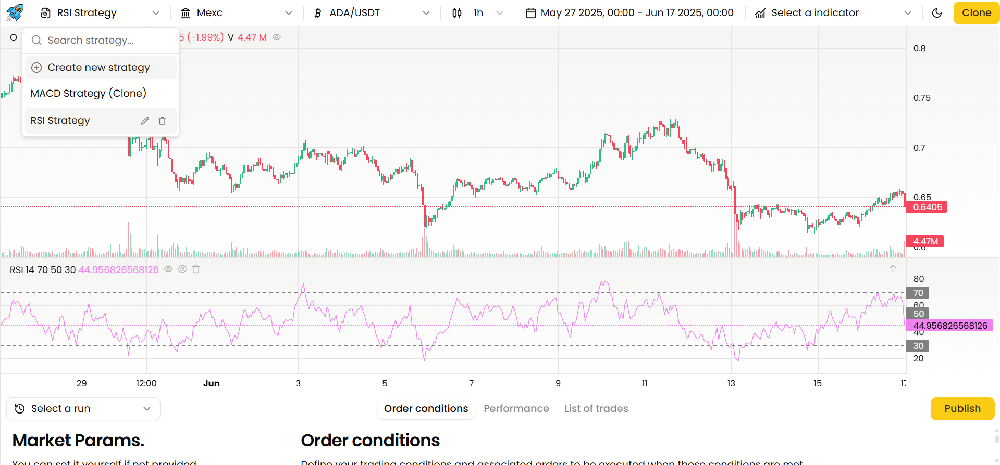 RSI Strategy
Mexc
ADA/USDT
1h
May 27 2025, 00:00 - Jun 17 2025, 00:00
Select a indicator
Clone
O
5 (-1.99%) V 4.47 M
Search strategy...
Create new strategy
MACD Strategy (Clone)
RSI Strategy
0.8
0.75
0.7
0.65
0.6405
4.47M
RSI 14 70 50 30 44.956826568126
80
70
60
50
44.956826568126
40
30
20
29 12:00 Jun 3 5 7 9 11 13 15 17
Select a run
Order conditions
Performance
List of trades
Publish
Market Params.
You can set it yourself if not provided
Order conditions
Define your trading conditions and associated orders to be executed when those conditions are met